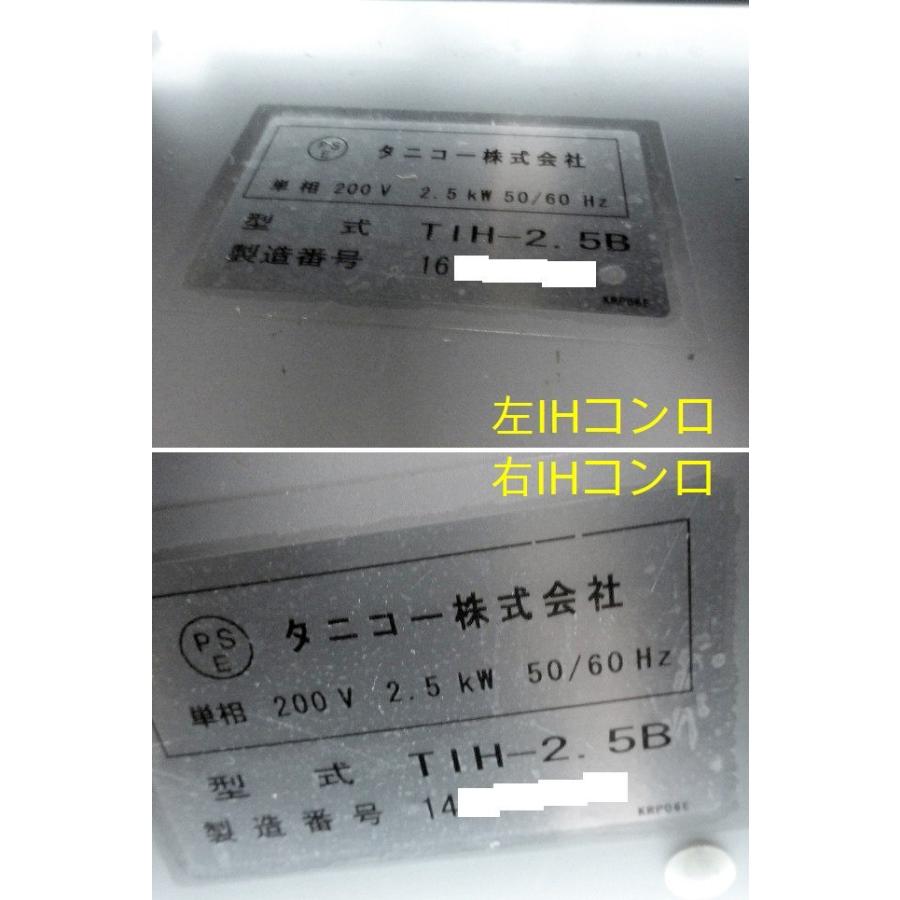 PSE タニコー株式会社
単相 200V 2.5kW 50/60 Hz
型 式 TIH-2.5B
製造番号 16
KRP06E
左IHコンロ
右IHコンロ
PSE タニコー株式会社
単相 200V 2.5kW 50/60Hz
型 式 TIH-2.5B
製造番号 14
KRP06E